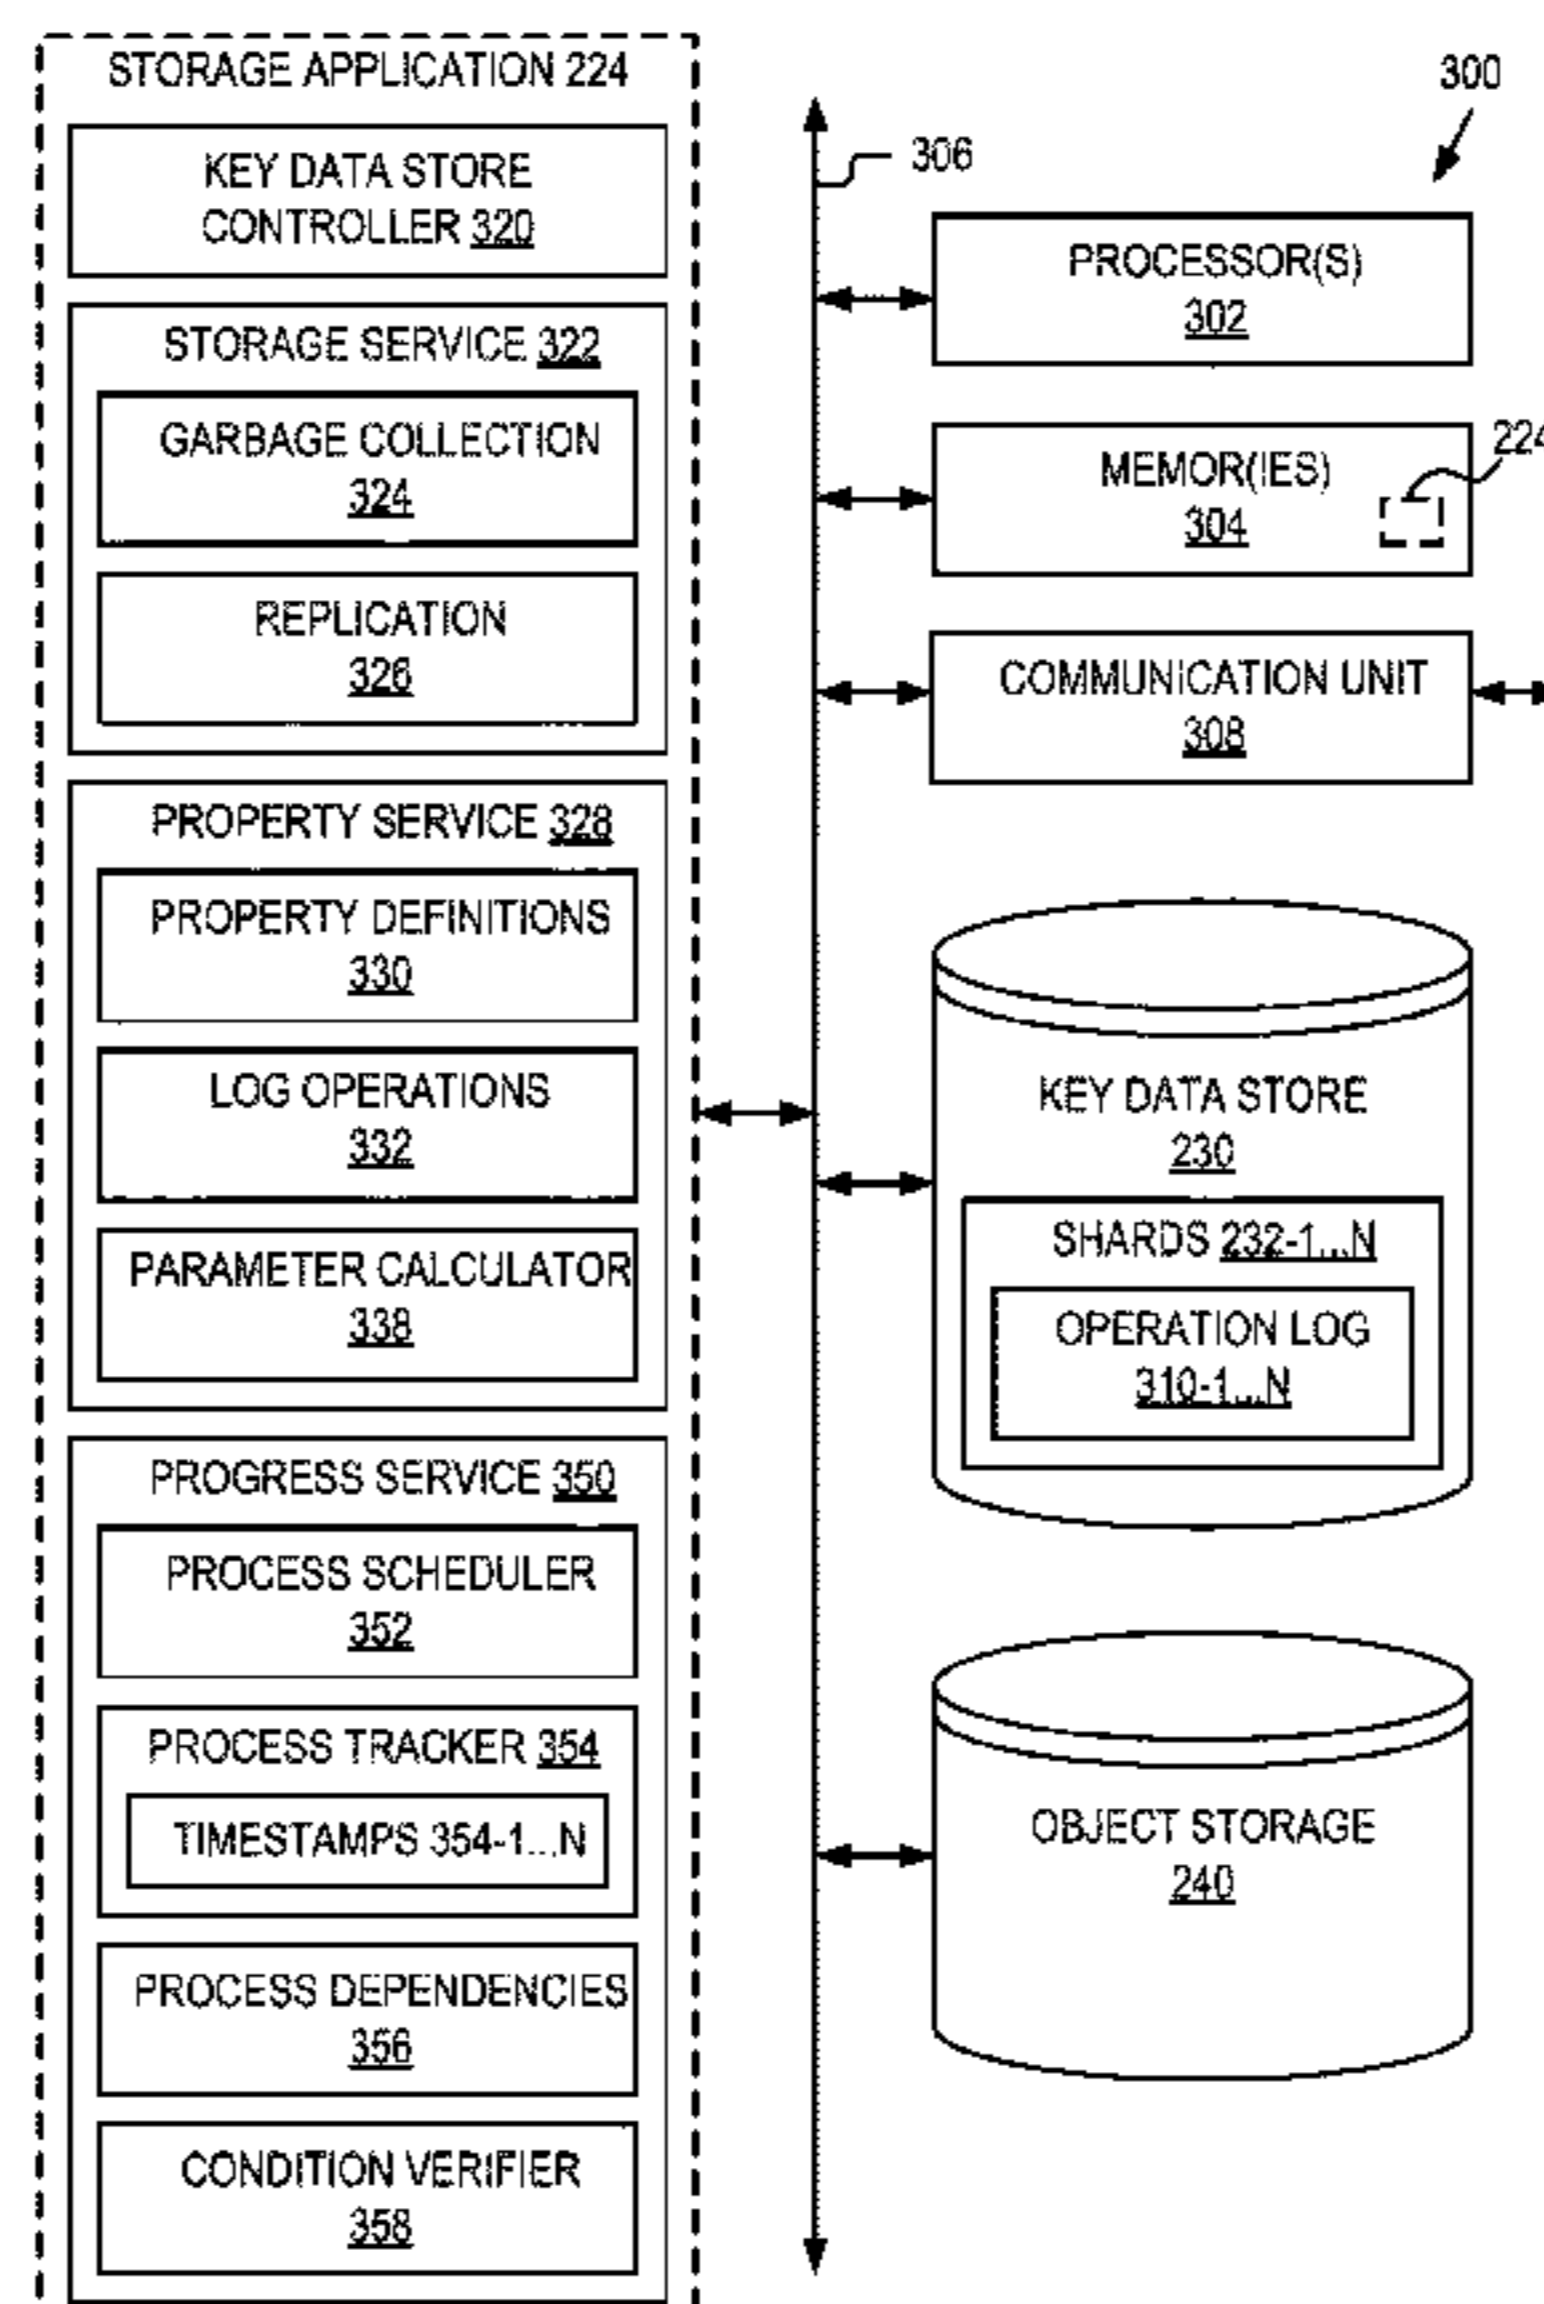 STORAGE APPLICATION 224
KEY DATA STORE
CONTROLLER 320
STORAGE SERVICE 322
GARBAGE COLLECTION
324
REPLICATION
326
PROPERTY SERVICE 328
PROPERTY DEFINITIONS
330
LOG OPERATIONS
332
PARAMETER CALCULATOR
338
PROGRESS SERVICE 350
PROCESS SCHEDULER
352
PROCESS TRACKER 354
TIMESTAMPS 354-1...N
PROCESS DEPENDENCIES
356
CONDITION VERIFIER
358
300
306
PROCESSOR(S)
302
MEMOR(IES)
304
224
COMMUNICATION UNIT
308
KEY DATA STORE
230
SHARDS 232-1...N
OPERATION LOG
310-1...N
OBJECT STORAGE
240